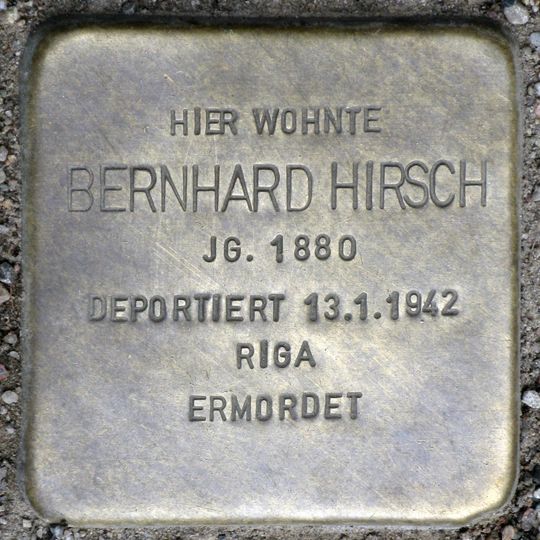 HIER WOHNTE
BERNHARD HIRSCH
JG. 1880
DEPORTIERT 13.1.1942
RIGA
ERMORDET